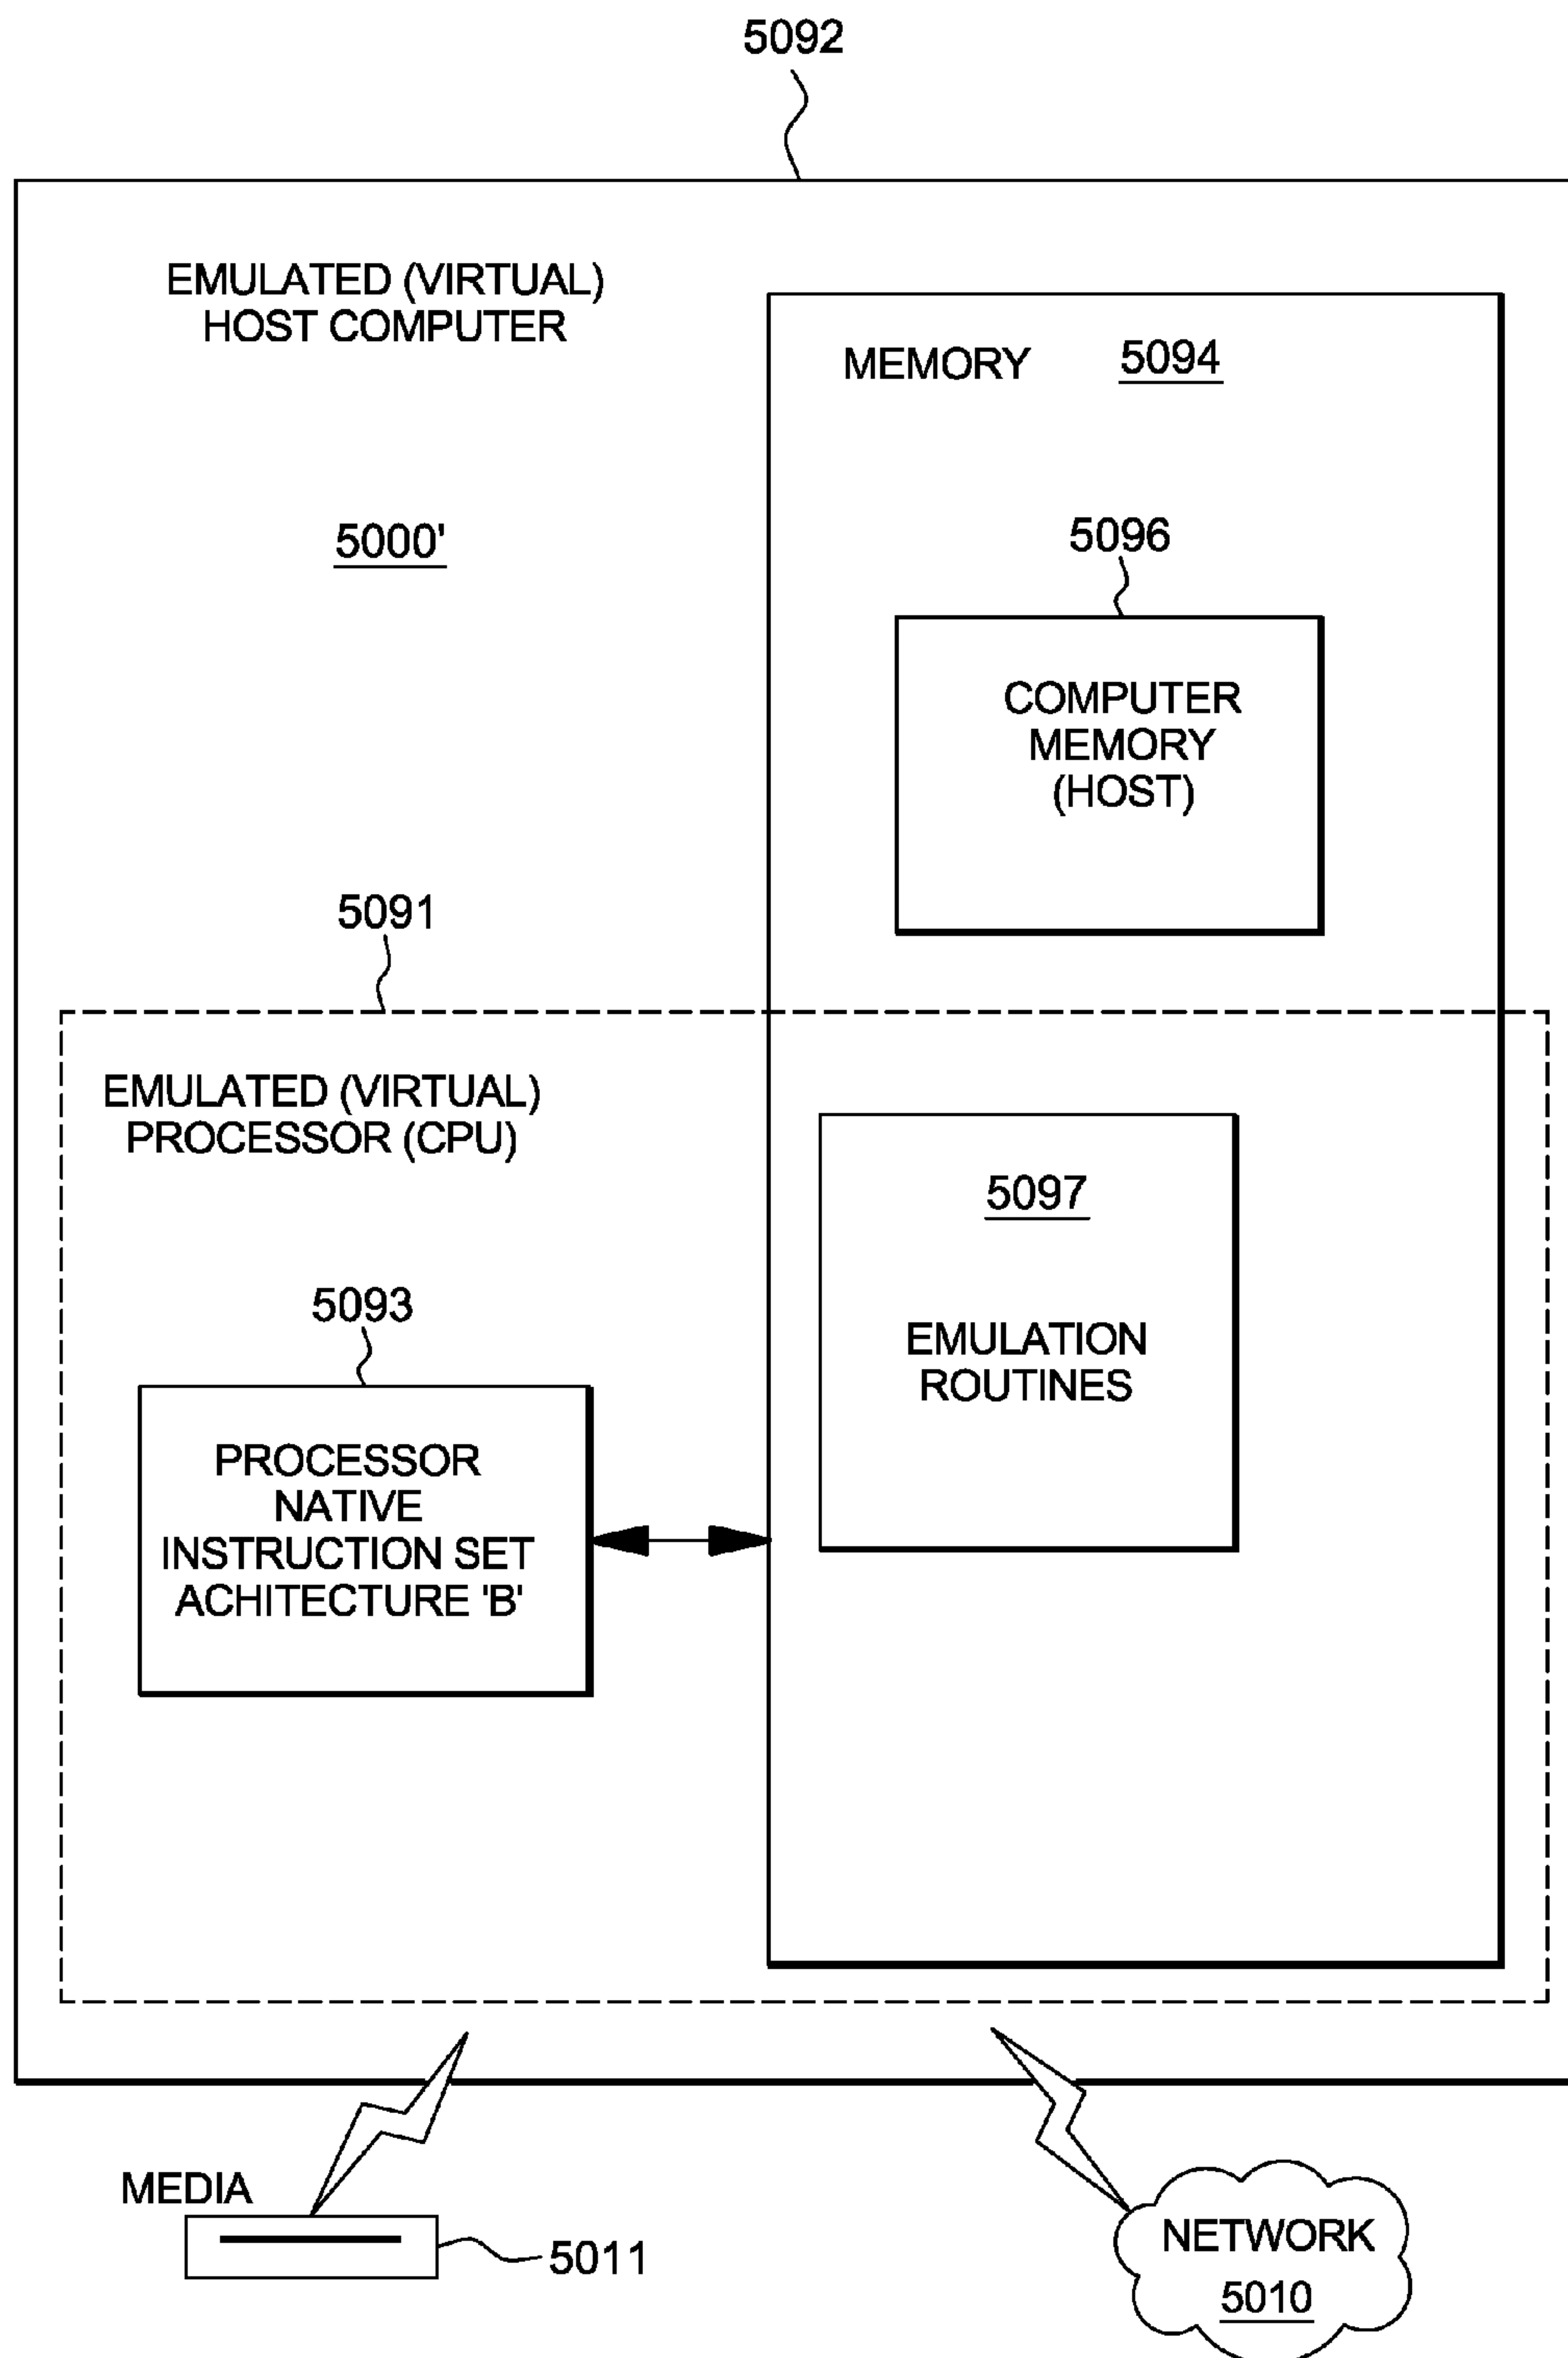 5092
EMULATED (VIRTUAL)
HOST COMPUTER
MEMORY 5094
5000'
5096
COMPUTER
MEMORY
(HOST)
5091
EMULATED (VIRTUAL)
PROCESSOR (CPU)
5097
EMULATION
ROUTINES
5093
PROCESSOR
NATIVE
INSTRUCTION SET
ACHITECTURE 'B'
MEDIA
5011
NETWORK
5010